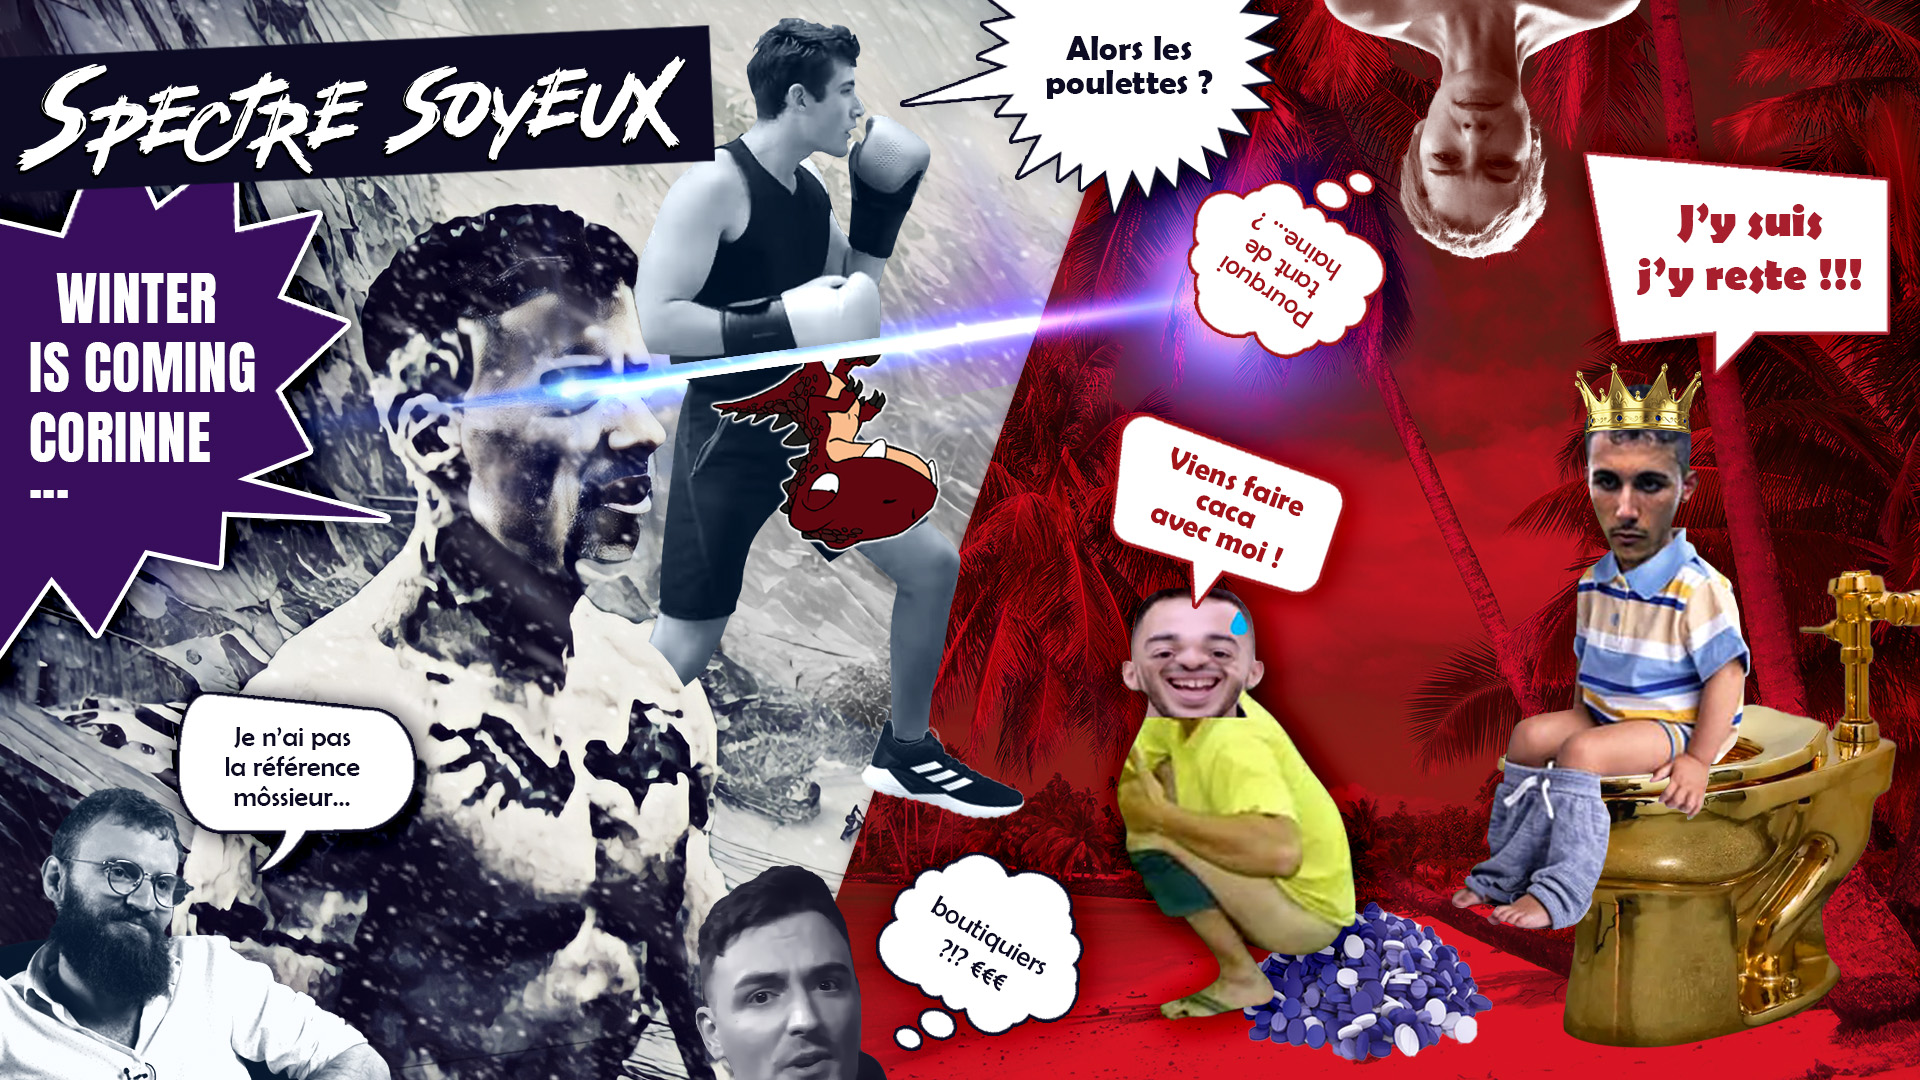 SPECTRE SOYEUX
Alors les
poulettes ?
Pourquoi
tant de
haine... ?
J'y suis
j'y reste !!!
WINTER
IS COMING
CORINNE
...
Viens faire
caca
avec moi !
Je n'ai pas
la référence
môssieur...
boutiquiers
?!? €€€